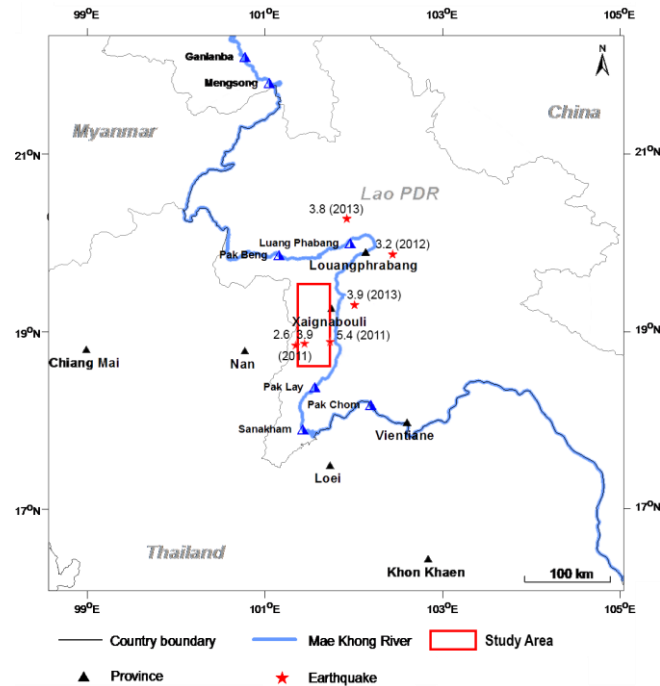 99°E 101°E 103°E 105°E
Ganlanba
N
Mengsong
China
Myanmar
21°N 21°N
Lao PDR
3.8 (2013)
Luang Phabang
3.2 (2012)
Pak Beng
Louangphrabang
3.9 (2013)
Xaignabouli
19°N 19°N
2.6 3.9 5.4 (2011)
(2011)
Chiang Mai
Nan
Pak Lay
Pak Chom
Sanakham
Vientiane
Loei
17°N 17°N
Thailand
Khon Khaen
100 km
99°E 101°E 103°E 105°E
Country boundary Mae Khong River Study Area
Province Earthquake